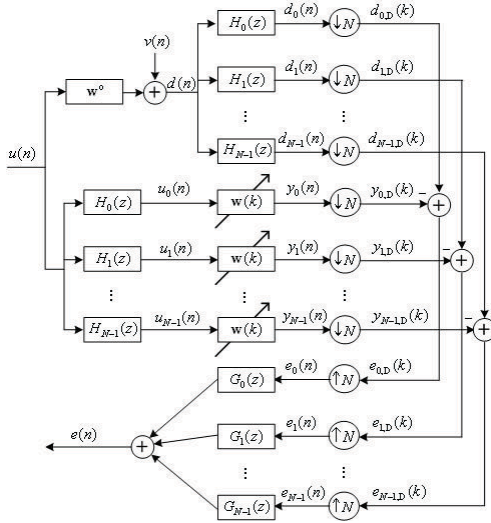 H₀(z) d₀(n) ↓N d₀,D(k)
v(n)
w° + d(n) H₁(z) d₁(n) ↓N d₁,D(k)
⋮ ⋮ ⋮
u(n) H_{N-1}(z) d_{N-1}(n) ↓N d_{N-1,D}(k)
H₀(z) u₀(n) w(k) y₀(n) ↓N y₀,D(k) − +
H₁(z) u₁(n) w(k) y₁(n) ↓N y₁,D(k) − +
⋮ ⋮ ⋮ ⋮
H_{N-1}(z) u_{N-1}(n) w(k) y_{N-1}(n) ↓N y_{N-1,D}(k) − +
G₀(z) e₀(n) ↑N e₀,D(k)
e(n) + G₁(z) e₁(n) ↑N e₁,D(k)
⋮ ⋮ ⋮
G_{N-1}(z) e_{N-1}(n) ↑N e_{N-1,D}(k)